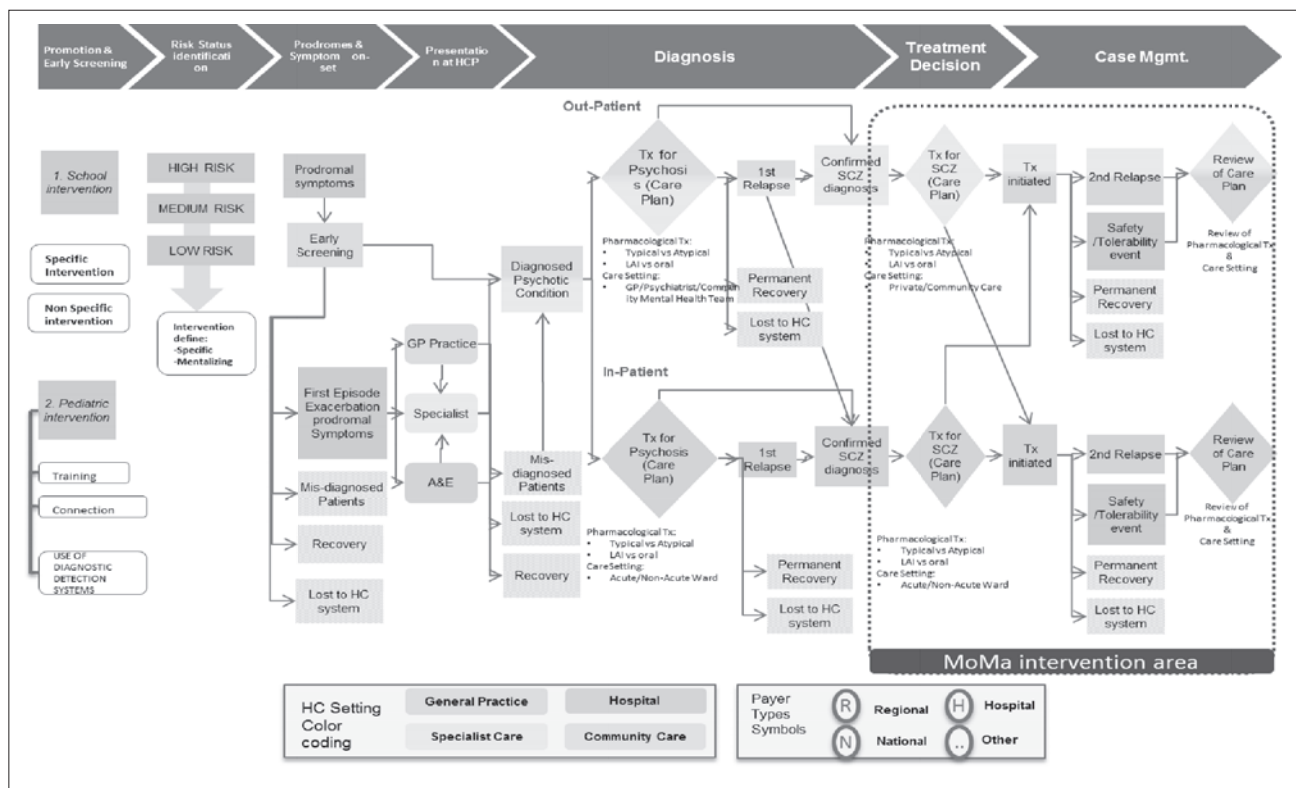 Promotion &
Early Screening
Risk Status
Identificati
on
Prodromes &
Symptom on-
set
Presentatio
n at HCP
Diagnosis
Treatment
Decision
Case Mgmt.
1. School
intervention
Specific
Intervention
Non Specific
intervention
2. Pediatric
intervention
Training
Connection
USE OF
DIAGNOSTIC
DETECTION
SYSTEMS
HIGH RISK
MEDIUM RISK
LOW RISK
Intervention
define:
-Specific
-Mentalizing
Prodromal
symptoms
Early
Screening
First Episode
Exacerbation
prodromal
Symptoms
Mis-diagnosed
Patients
Recovery
Lost to HC
system
GP Practice
Specialist
A&E
Diagnosed
Psychotic
Condition
Mis-
diagnosed
Patients
Lost to HC
system
Recovery
Out-Patient
Tx for
Psychosi
s (Care
Plan)
Pharmacological Tx:
• Typical vs Atypical
• LAI vs oral
Care Setting:
• GP/Psychiatrist/Commun
ity Mental Health Team
1st Relapse
Permanent
Recovery
Lost to HC
system
Confirmed
SCZ
diagnosis
Tx for
SCZ
(Care
Plan)
Pharmacological Tx:
• Typical vs Atypical
• LAI vs oral
Care Setting:
• Private/Community Care
Tx
initiated
2nd Relapse
Safety
/Tolerability
event
Permanent
Recovery
Lost to HC
system
Review
of Care
Plan
Review of
Pharmacological Tx
&
Care Setting
In-Patient
Tx for
Psychosis
(Care
Plan)
Pharmacological Tx:
• Typical vs Atypical
• LAI vs oral
Care Setting:
• Acute/Non-Acute Ward
1st
Relapse
Permanent
Recovery
Lost to HC
system
Confirmed
SCZ
diagnosis
Tx for
SCZ
(Care
Plan)
Pharmacological Tx:
• Typical vs Atypical
• LAI vs oral
Care Setting:
• Acute/Non-Acute Ward
Tx
initiated
2nd Relapse
Safety
/Tolerability
event
Permanent
Recovery
Lost to HC
system
Review
of Care
Plan
Review of
Pharmacological Tx
&
Care Setting
MoMa intervention area
HC Setting
Color
coding
General Practice
Hospital
Specialist Care
Community Care
Payer
Types
Symbols
R Regional
H Hospital
N National
.. Other